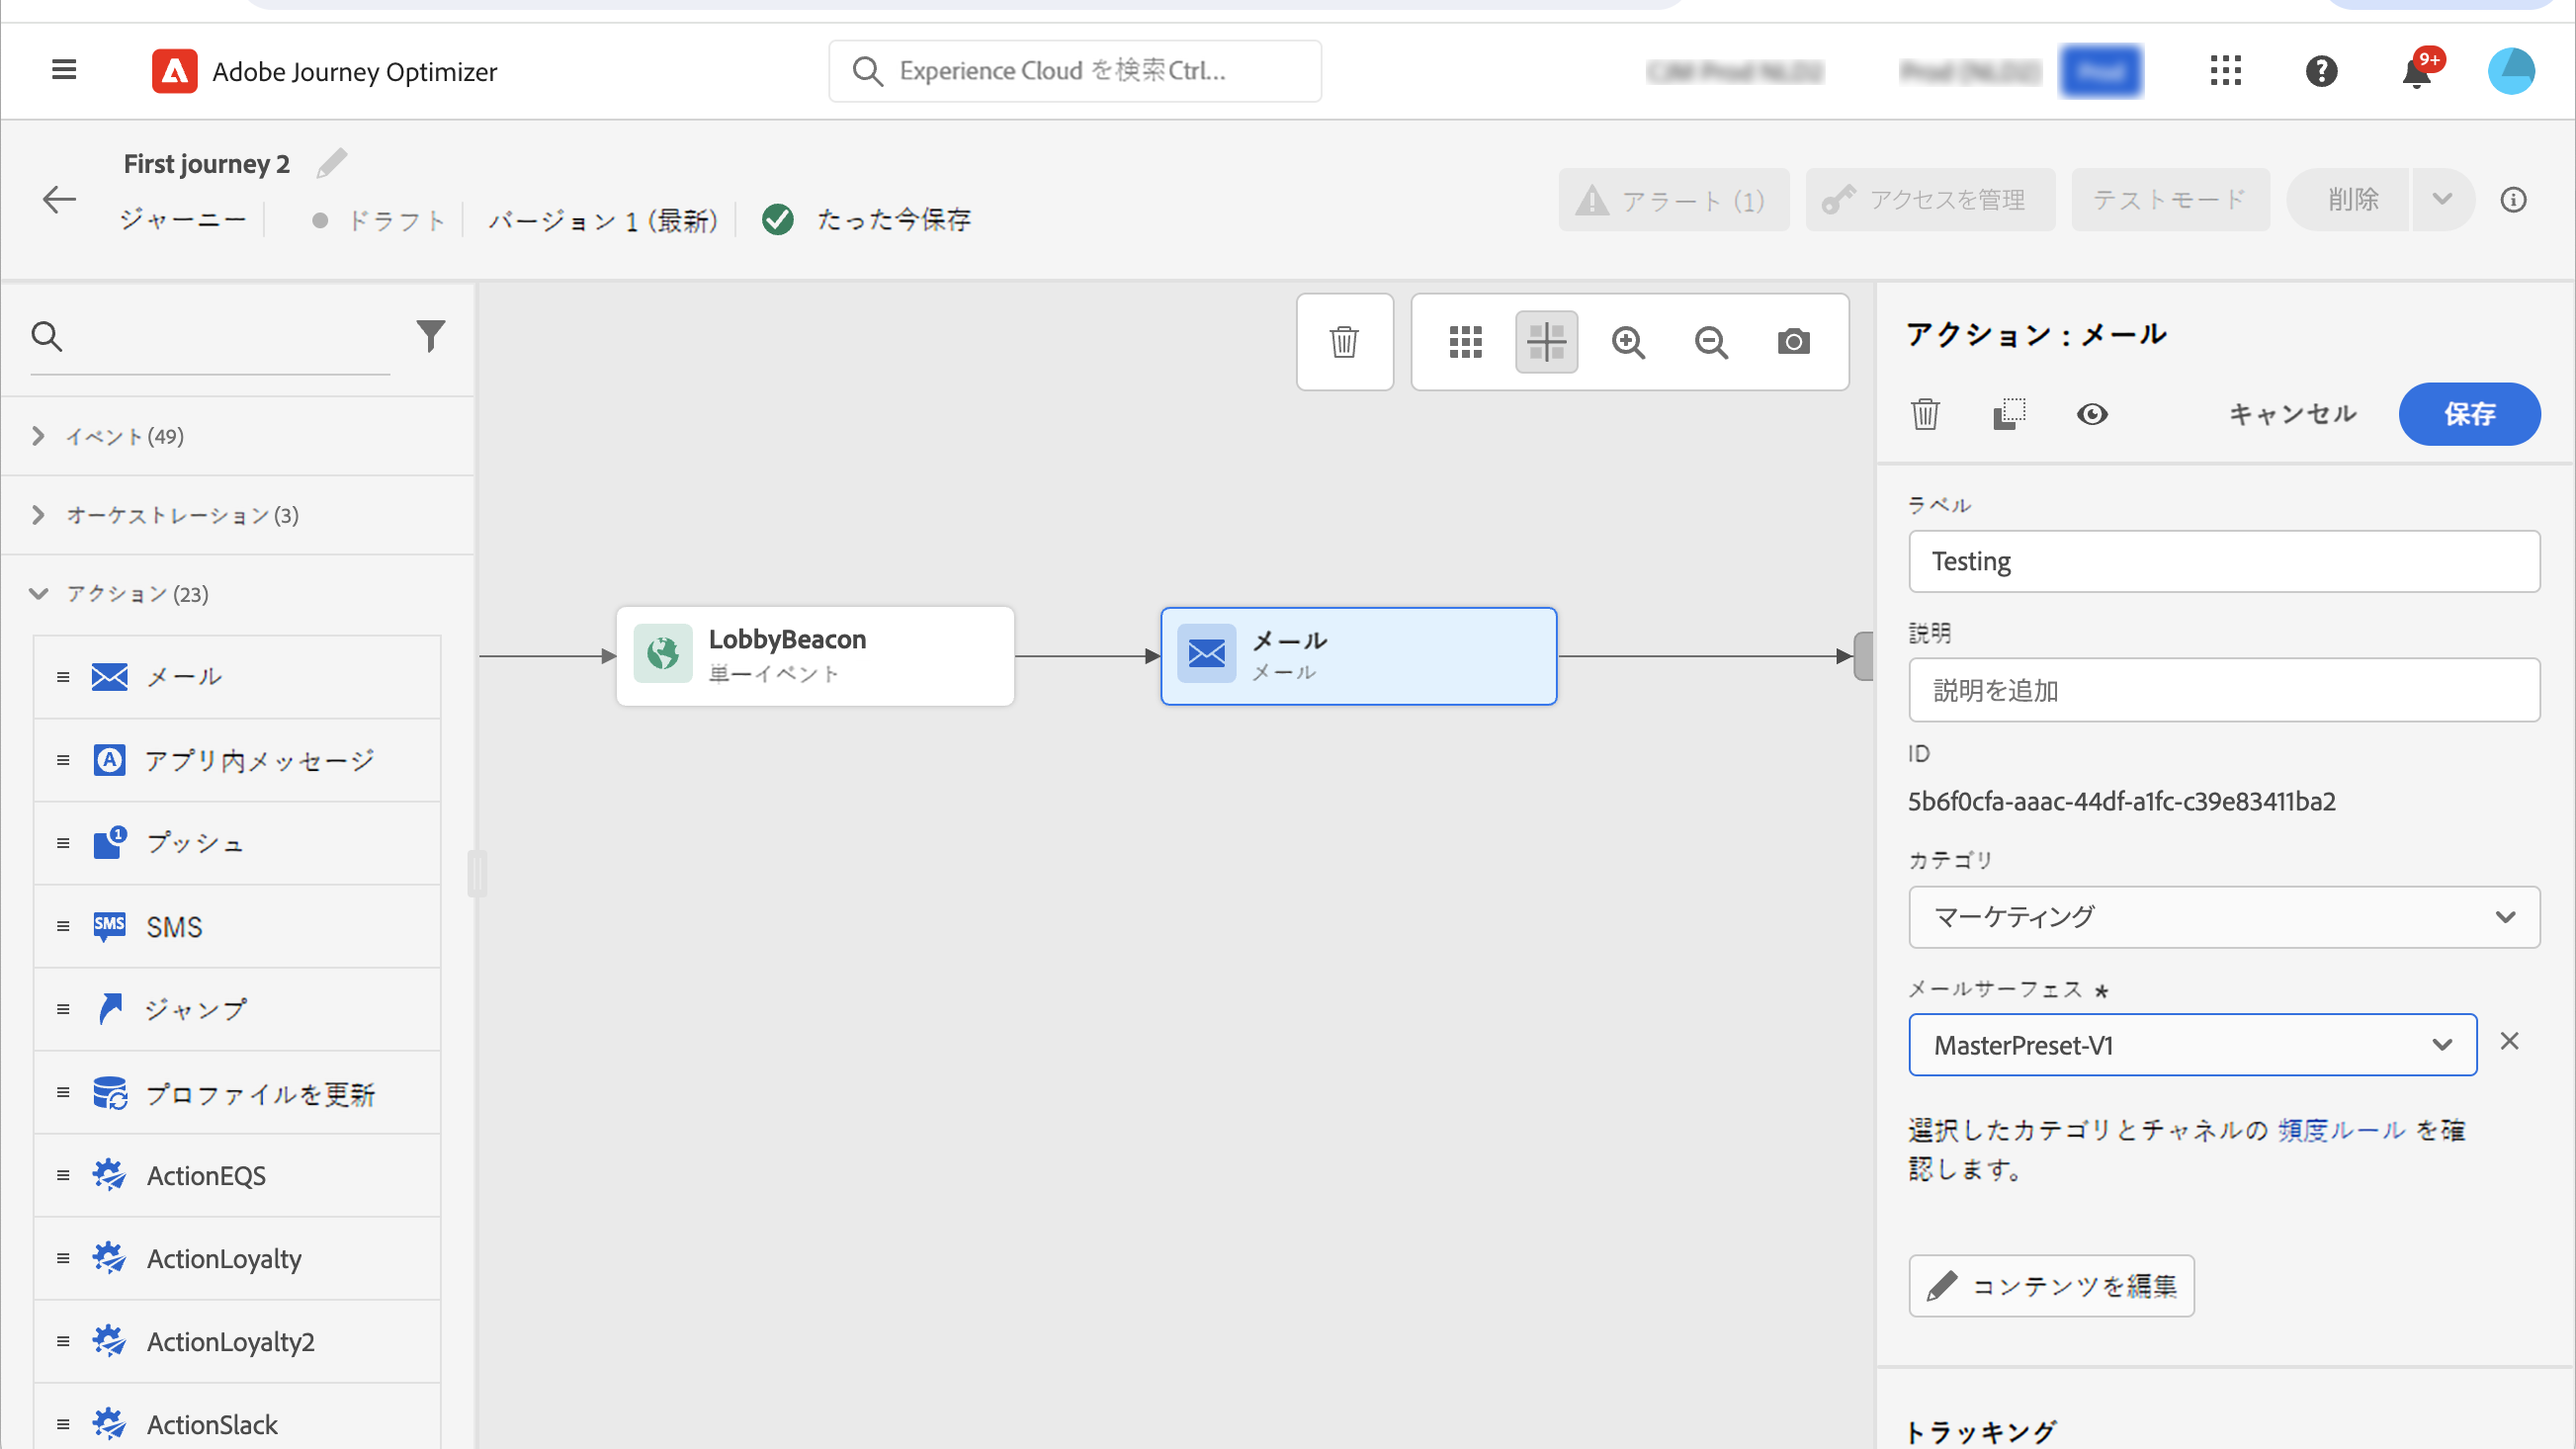 Adobe Journey Optimizer
Experience Cloud を検索Ctrl...
9+
First journey 2
ジャーニー
ドラフト
バージョン 1 (最新)
たった今保存
アラート (1)
アクセスを管理
テストモード
削除
イベント (49)
オーケストレーション (3)
アクション (23)
メール
アプリ内メッセージ
1
プッシュ
SMS
SMS
ジャンプ
プロファイルを更新
ActionEQS
ActionLoyalty
ActionLoyalty2
ActionSlack
LobbyBeacon
単一イベント
メール
メール
アクション : メール
キャンセル
保存
ラベル
Testing
説明
説明を追加
ID
5b6f0cfa-aaac-44df-a1fc-c39e83411ba2
カテゴリ
マーケティング
メールサーフェス *
MasterPreset-V1
選択したカテゴリとチャネルの 頻度ルール を確
認します。
コンテンツを編集
トラッキング